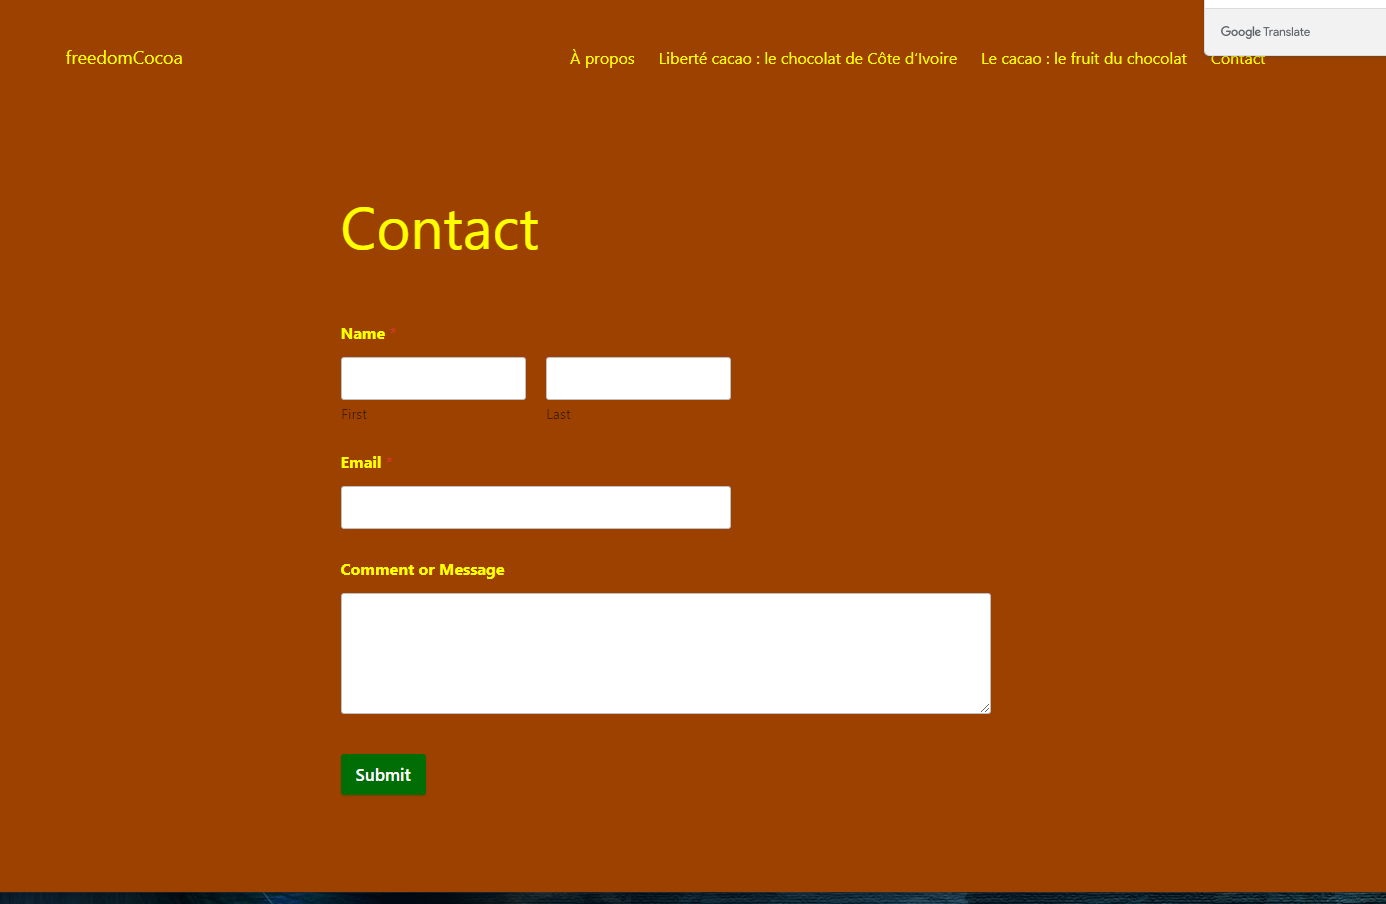 Google Translate
freedomCocoa
À propos
Liberté cacao : le chocolat de Côte d'Ivoire
Le cacao : le fruit du chocolat
Contact
Contact
Name *
First
Last
Email *
Comment or Message
Submit